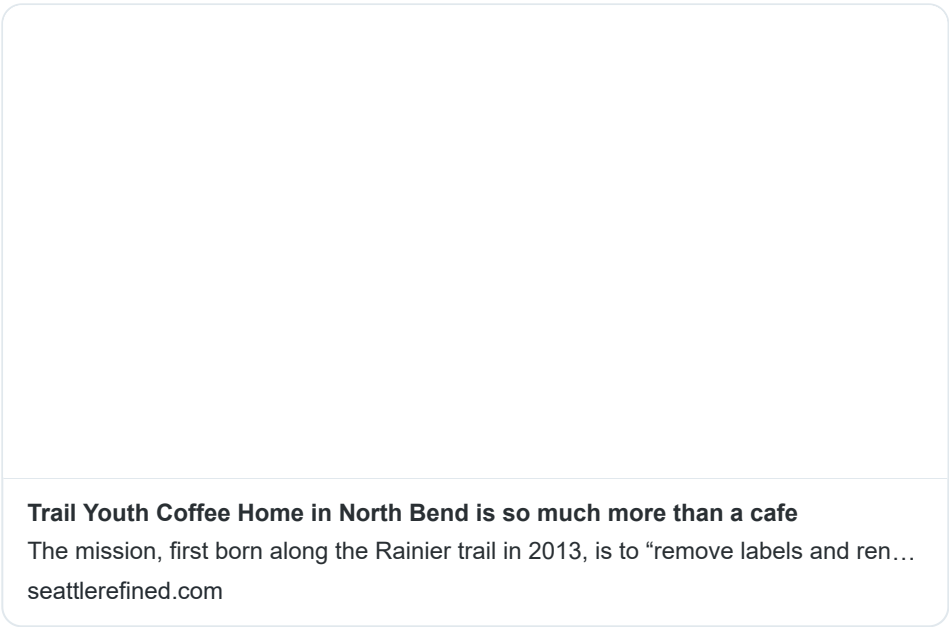 Trail Youth Coffee Home in North Bend is so much more than a cafe
The mission, first born along the Rainier trail in 2013, is to “remove labels and ren…
seattlerefined.com